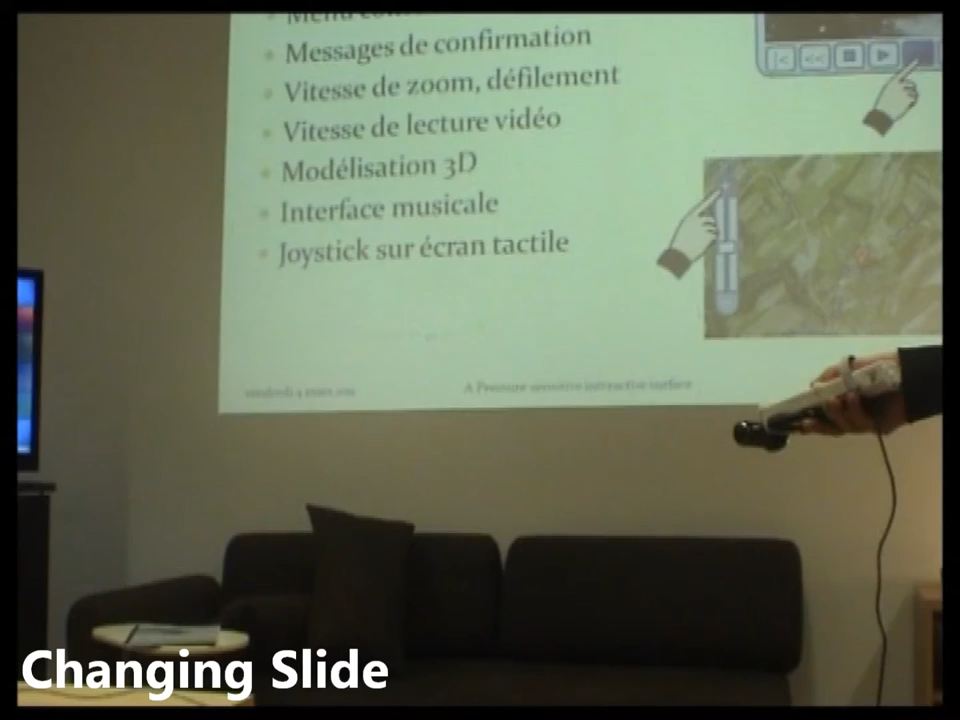 Menu
Messages de confirmation
Vitesse de zoom, défilement
Vitesse de lecture vidéo
Modélisation 3D
Interface musicale
Joystick sur écran tactile
A Pressure-sensitive interactive surface
Changing Slide